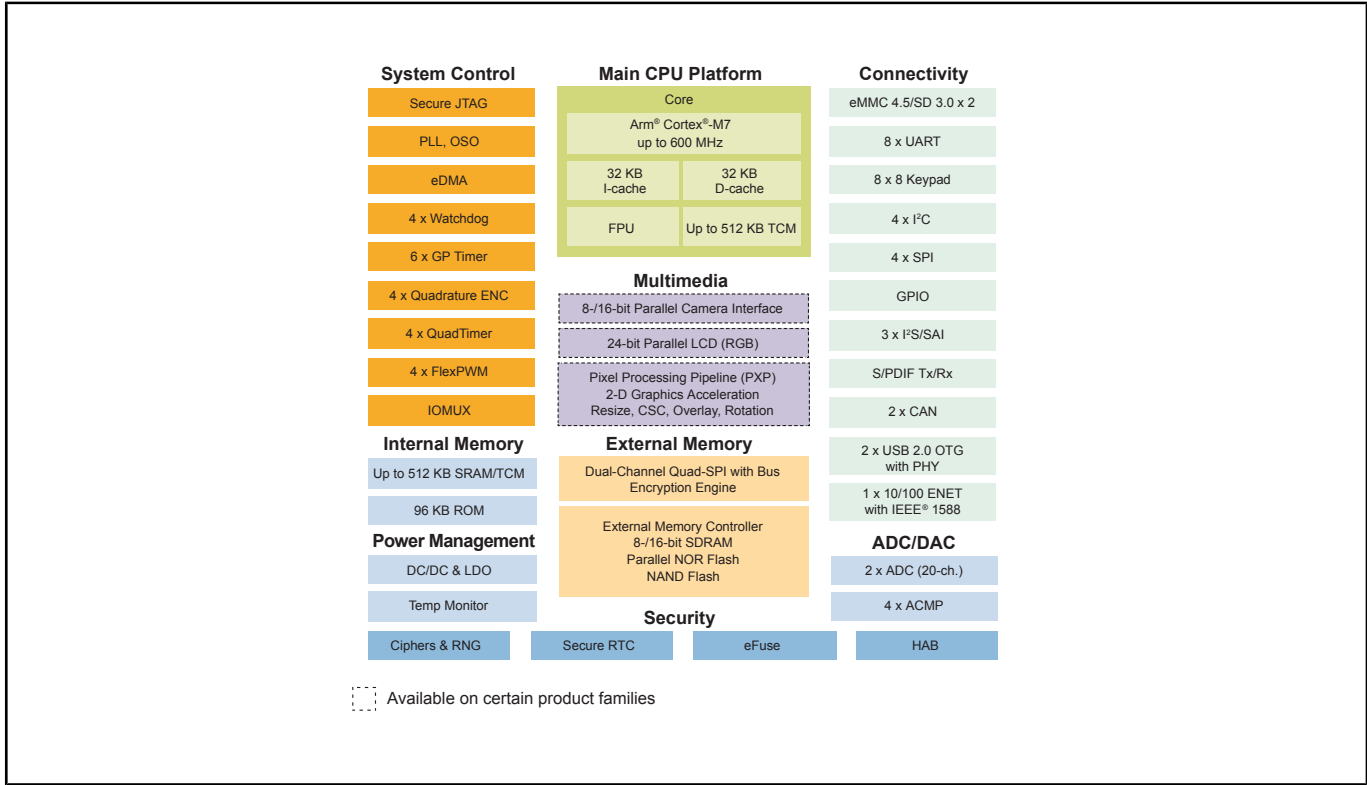 System Control
Secure JTAG
PLL, OSO
eDMA
4 x Watchdog
6 x GP Timer
4 x Quadrature ENC
4 x QuadTimer
4 x FlexPWM
IOMUX
Internal Memory
Up to 512 KB SRAM/TCM
96 KB ROM
Power Management
DC/DC & LDO
Temp Monitor
Main CPU Platform
Core
Arm® Cortex®-M7
up to 600 MHz
32 KB
I-cache
32 KB
D-cache
FPU
Up to 512 KB TCM
Multimedia
8-/16-bit Parallel Camera Interface
24-bit Parallel LCD (RGB)
Pixel Processing Pipeline (PXP)
2-D Graphics Acceleration
Resize, CSC, Overlay, Rotation
External Memory
Dual-Channel Quad-SPI with Bus
Encryption Engine
External Memory Controller
8-/16-bit SDRAM
Parallel NOR Flash
NAND Flash
Connectivity
eMMC 4.5/SD 3.0 x 2
8 x UART
8 x 8 Keypad
4 x I²C
4 x SPI
GPIO
3 x I²S/SAI
S/PDIF Tx/Rx
2 x CAN
2 x USB 2.0 OTG
with PHY
1 x 10/100 ENET
with IEEE® 1588
ADC/DAC
2 x ADC (20-ch.)
4 x ACMP
Security
Ciphers & RNG
Secure RTC
eFuse
HAB
Available on certain product families